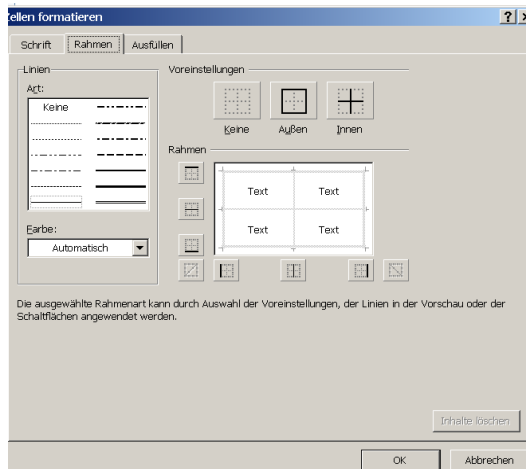 Zellen formatieren
Schrift Rahmen Ausfüllen
Linien
Art:
Keine
Farbe:
Automatisch
Voreinstellungen
Keine Außen Innen
Rahmen
Text Text
Text Text
Die ausgewählte Rahmenart kann durch Auswahl der Voreinstellungen, der Linien in der Vorschau oder der
Schaltflächen angewendet werden.
Inhalte löschen
OK Abbrechen